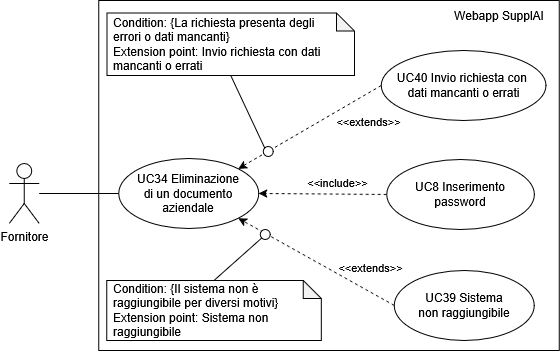 Webapp SupplAI
Condition: {La richiesta presenta degli
errori o dati mancanti}
Extension point: Invio richiesta con dati
mancanti o errati
UC40 Invio richiesta con
dati mancanti o errati
<<extends>>
UC34 Eliminazione
di un documento
aziendale
<<include>>
UC8 Inserimento
password
Fornitore
<<extends>>
Condition: {Il sistema non è
raggiungibile per diversi motivi}
Extension point: Sistema non
raggiungibile
UC39 Sistema
non raggiungibile